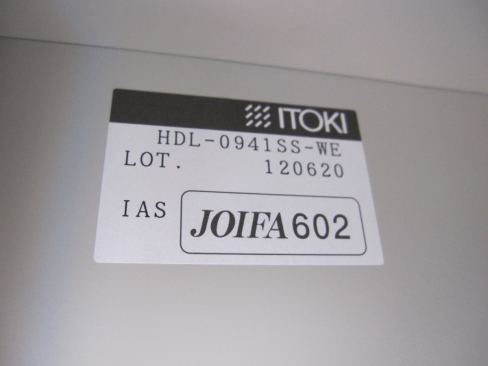 ITOKI
HDL-0941SS-WE
LOT. 120620
IAS JOIFA602